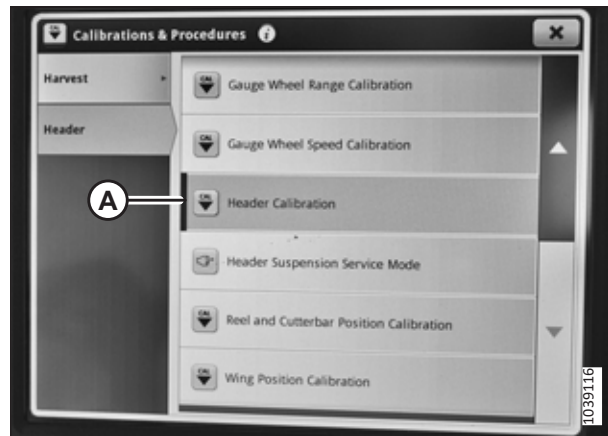 Calibrations & Procedures
Harvest
Header
Gauge Wheel Range Calibration
Gauge Wheel Speed Calibration
A
Header Calibration
Header Suspension Service Mode
Reel and Cutterbar Position Calibration
Wing Position Calibration
1039116